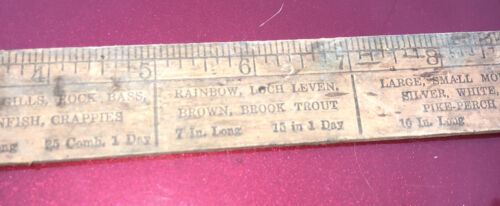 4 5 6 7 8
GILLS, ROCK BASS,
NFISH, CRAPPIES
ng 25 Comb. 1 Day
RAINBOW, LOCH LEVEN,
BROWN, BROOK TROUT
7 In. Long 15 in 1 Day
LARGE, SMALL MO
SILVER, WHITE,
PIKE-PERCH
10 In. Long